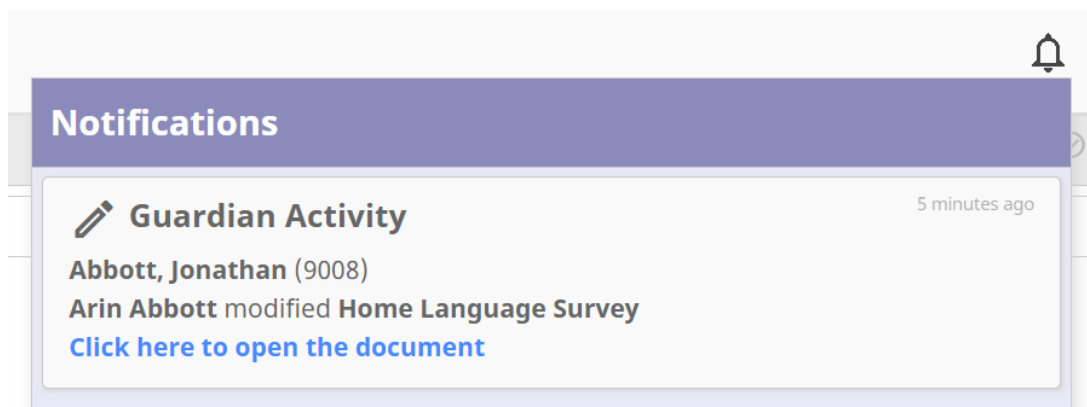 Notifications
Guardian Activity
5 minutes ago
Abbott, Jonathan (9008)
Arin Abbott modified Home Language Survey
Click here to open the document